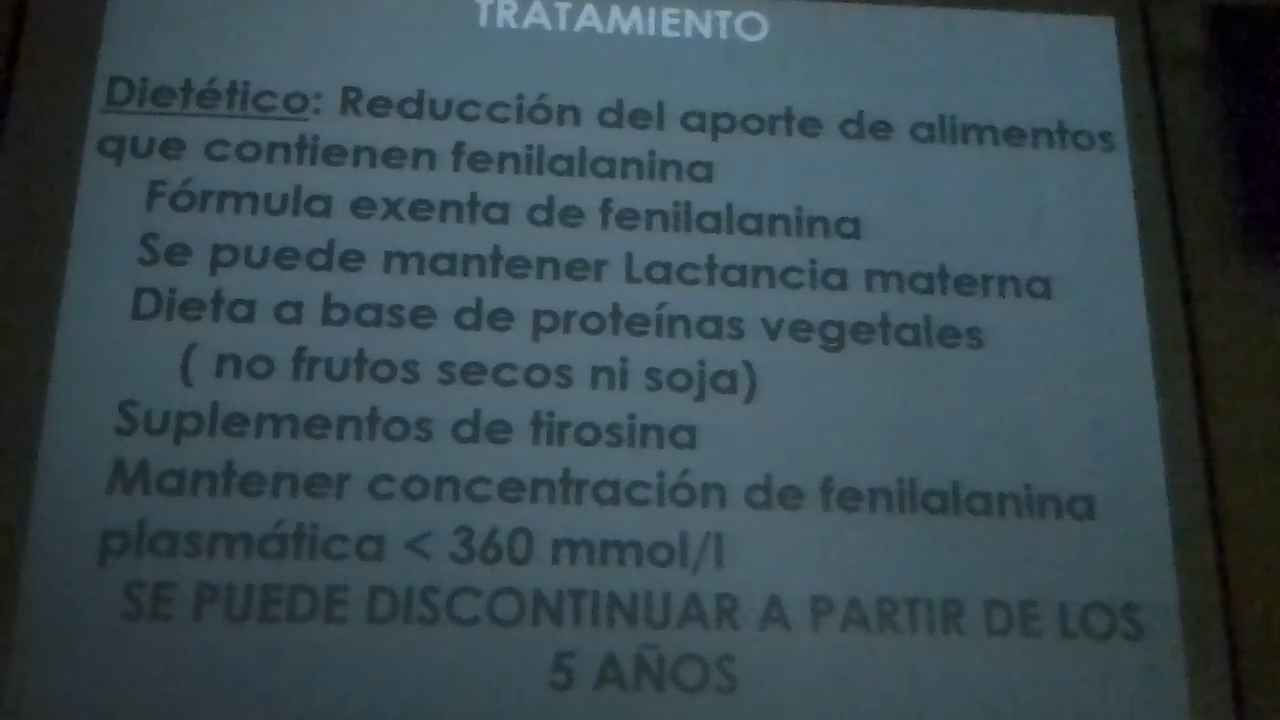 TRATAMIENTO
Dietético: Reducción del aporte de alimentos
que contienen fenilalanina
Fórmula exenta de fenilalanina
Se puede mantener Lactancia materna
Dieta a base de proteínas vegetales
( no frutos secos ni soja)
Suplementos de tirosina
Mantener concentración de fenilalanina
plasmática < 360 mmol/l
SE PUEDE DISCONTINUAR A PARTIR DE LOS
5 AÑOS